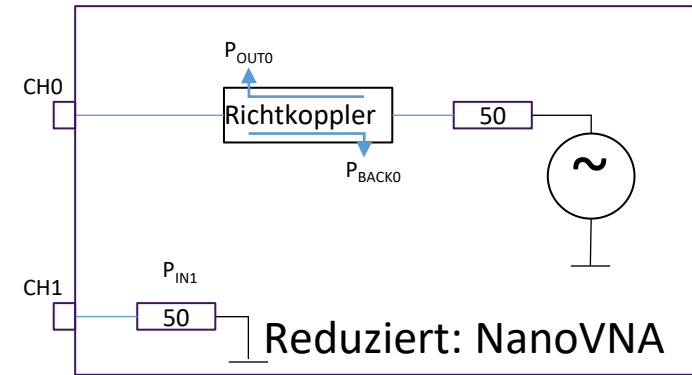 P_OUT0
CH0
Richtkoppler
50
~
P_BACK0
P_IN1
CH1
50
Reduziert: NanoVNA